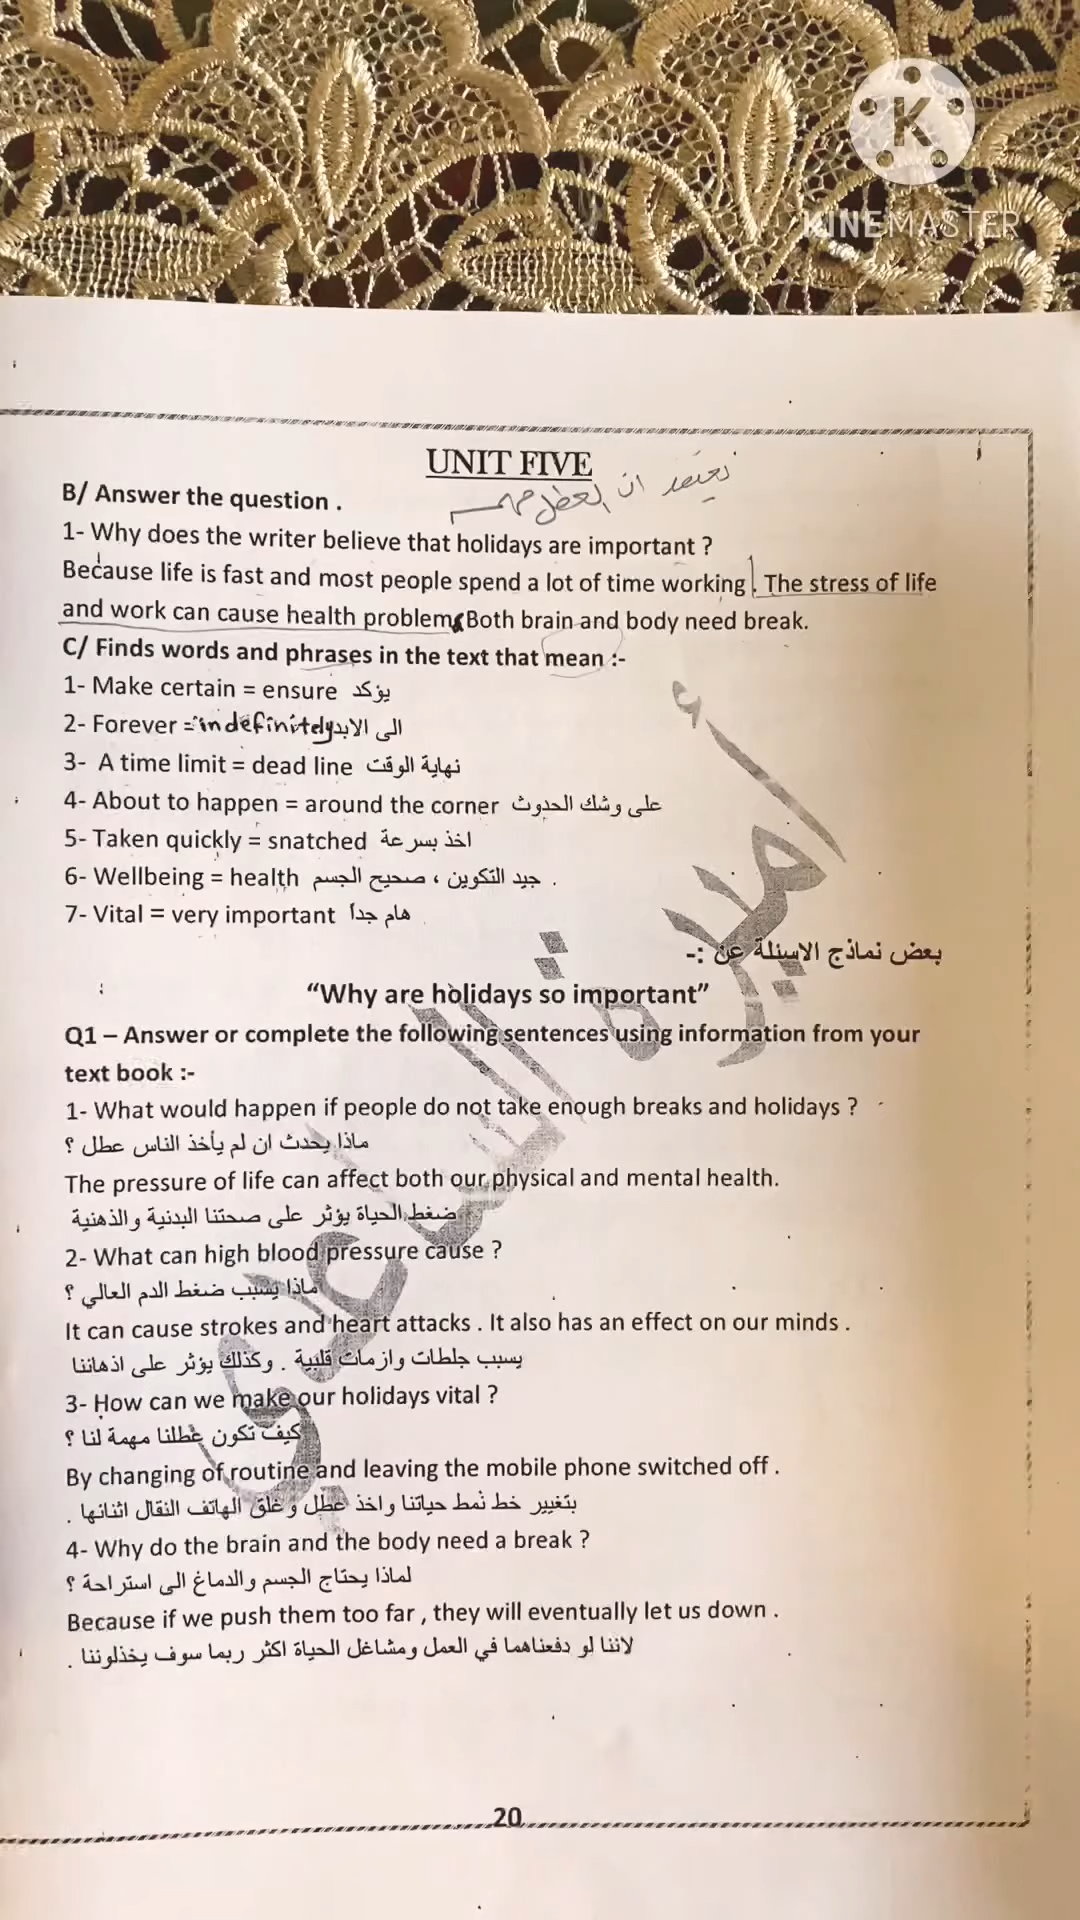 K
KINEMASTER
UNIT FIVE
نعتقد ان العطل مهمـــة
B/ Answer the question .
1- Why does the writer believe that holidays are important ?
Because life is fast and most people spend a lot of time working . The stress of life
and work can cause health problem. Both brain and body need break.
C/ Finds words and phrases in the text that mean :-
1- Make certain = ensure يؤكد
2- Forever = indefinitely الى الابد
3- A time limit = dead line نهاية الوقت
4- About to happen = around the corner على وشك الحدوث
5- Taken quickly = snatched اخذ بسرعة
6- Wellbeing = health جيد التكوين ، صحيح الجسم .
7- Vital = very important هام جداً
بعض نماذج الاسئلة عن :-
“Why are holidays so important”
Q1 – Answer or complete the following sentences using information from your
text book :-
1- What would happen if people do not take enough breaks and holidays ?
ماذا يحدث ان لم يأخذ الناس عطل ؟
The pressure of life can affect both our physical and mental health.
ضغط الحياة يؤثر على صحتنا البدنية والذهنية
2- What can high blood pressure cause ?
ماذا يسبب ضغط الدم العالي ؟
It can cause strokes and heart attacks . It also has an effect on our minds .
يسبب جلطات وازمات قلبية . وكذلك يؤثر على اذهاننا
3- How can we make our holidays vital ?
كيف تكون عطلنا مهمة لنا ؟
By changing of routine and leaving the mobile phone switched off .
بتغيير خط نمط حياتنا واخذ عطل وغلق الهاتف النقال اثنائها .
4- Why do the brain and the body need a break ?
لماذا يحتاج الجسم والدماغ الى استراحة ؟
Because if we push them too far , they will eventually let us down .
لاننا لو دفعناهما في العمل ومشاغل الحياة اكثر ربما سوف يخذلوننا .
أميرة الساعدي
20